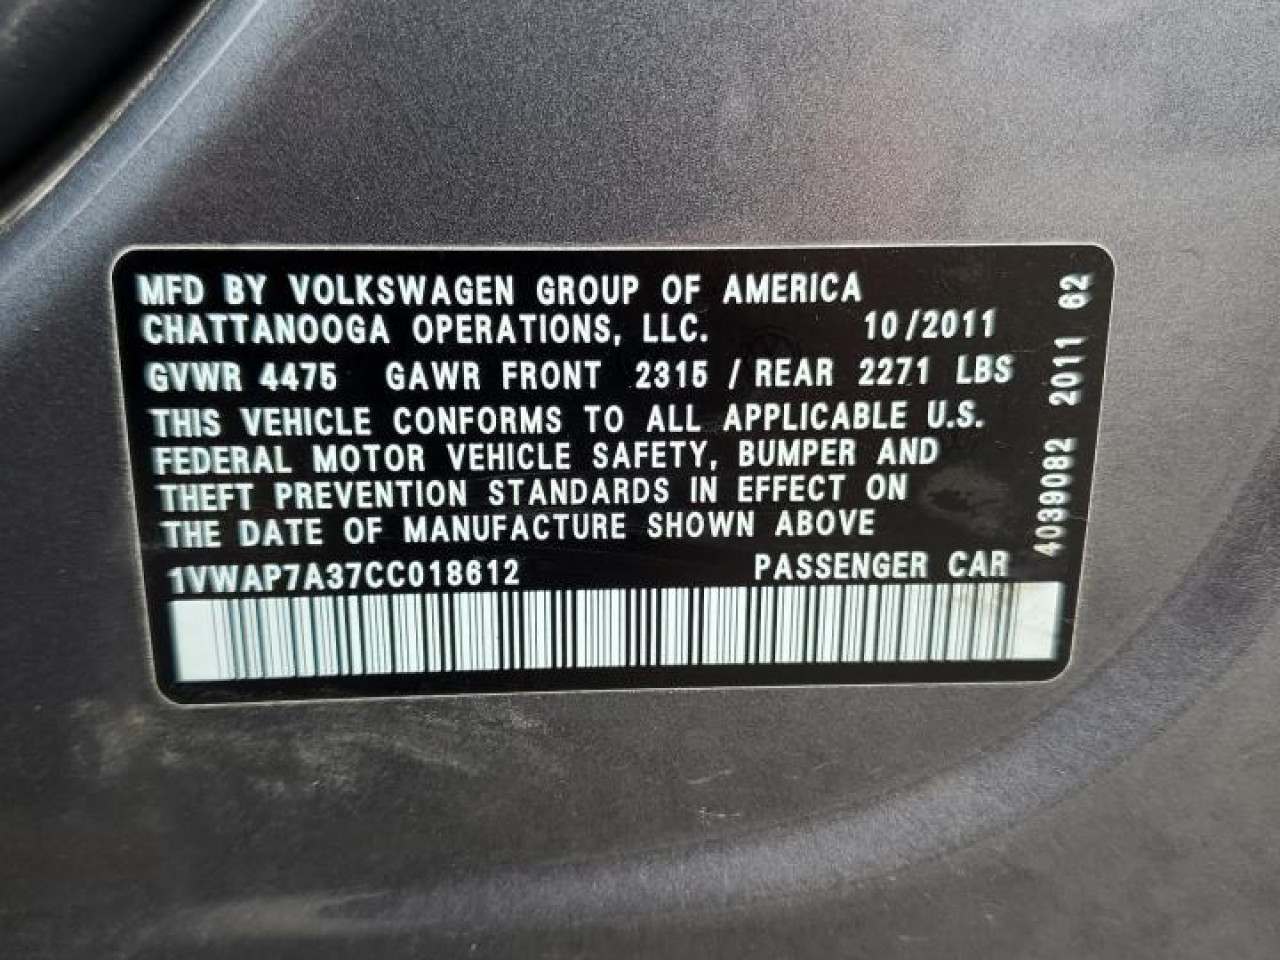 MFD BY VOLKSWAGEN GROUP OF AMERICA
CHATTANOOGA OPERATIONS, LLC. 10/2011
GVWR 4475 GAWR FRONT 2315 / REAR 2271 LBS
THIS VEHICLE CONFORMS TO ALL APPLICABLE U.S.
FEDERAL MOTOR VEHICLE SAFETY, BUMPER AND
THEFT PREVENTION STANDARDS IN EFFECT ON
THE DATE OF MANUFACTURE SHOWN ABOVE
1VWAP7A37CC018612 PASSENGER CAR
4039082 2011 62